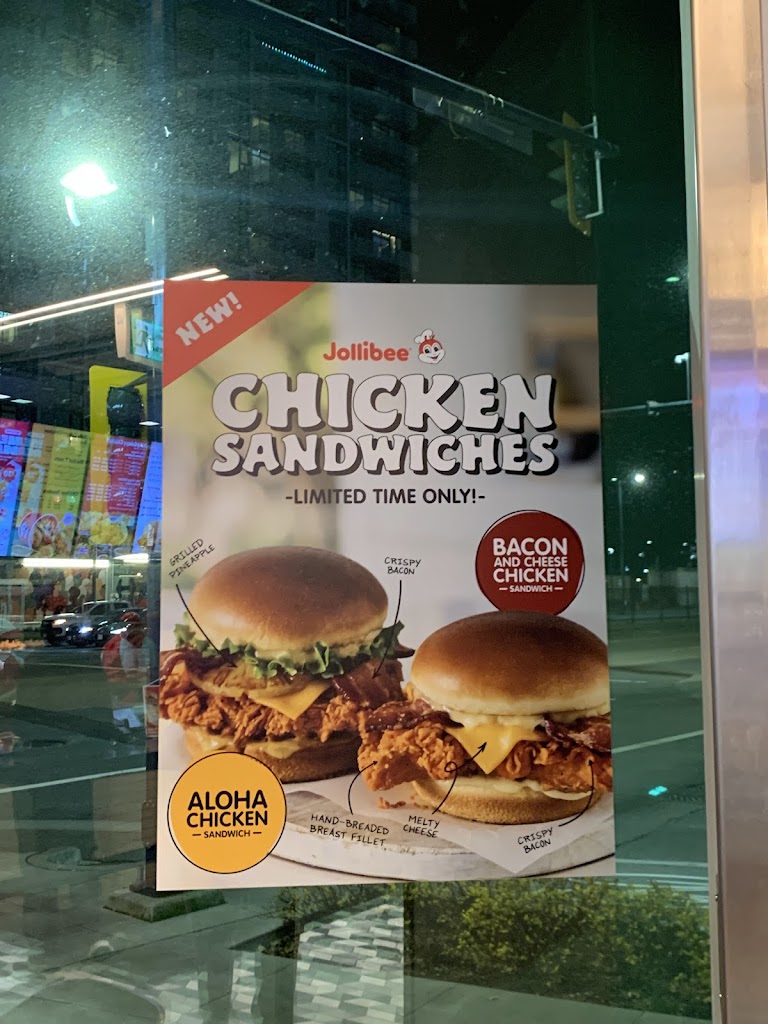 NEW!
Jollibee
CHICKEN
SANDWICHES
-LIMITED TIME ONLY!-
GRILLED
PINEAPPLE
CRISPY
BACON
BACON
AND CHEESE
CHICKEN
— SANDWICH —
ALOHA
CHICKEN
— SANDWICH —
HAND-BREADED
BREAST FILLET
MELTY
CHEESE
CRISPY
BACON